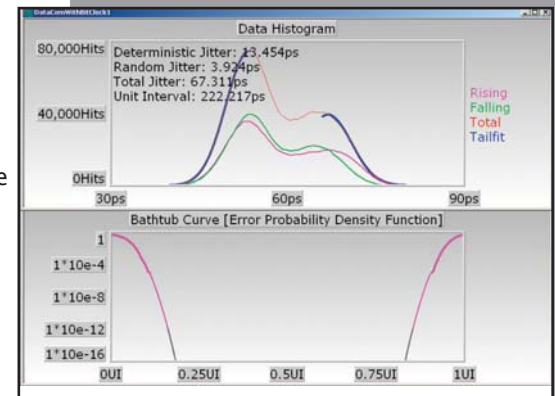 DataComWithBitClock1
Data Histogram
80,000Hits
40,000Hits
0Hits
Deterministic Jitter: 13.454ps
Random Jitter: 3.924ps
Total Jitter: 67.311ps
Unit Interval: 222.217ps
Rising
Falling
Total
Tailfit
30ps 60ps 90ps
e
Bathtub Curve [Error Probability Density Function]
1
1*10e-4
1*10e-8
1*10e-12
1*10e-16
0UI 0.25UI 0.5UI 0.75UI 1UI